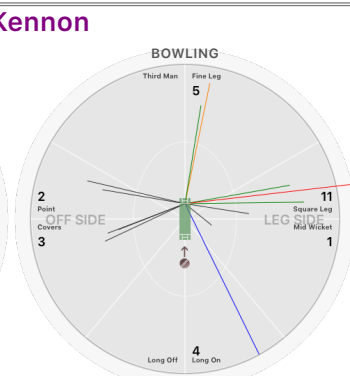 Kennon
BOWLING
Third Man Fine Leg
5
2 11
Point Square Leg
OFF SIDE LEG SIDE
Covers Mid Wicket
3 1
4
Long Off Long On